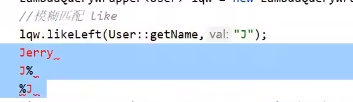 //模糊匹配 like
lqw.likeLeft(User::getName, val: "J");
Jerry
J%
%J